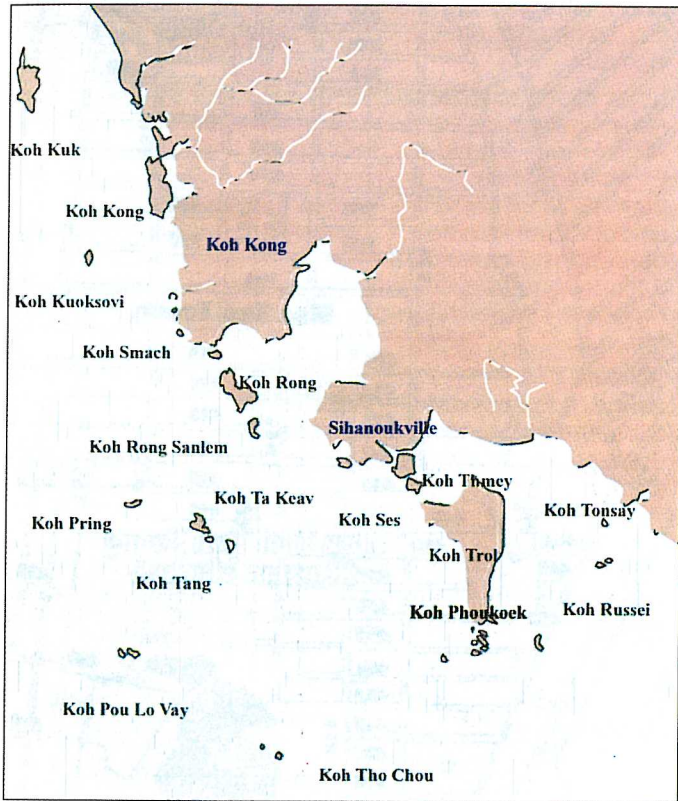 Koh Kuk
Koh Kong
Koh Kong
Koh Kuoksovi
Koh Smach
Koh Rong
Sihanoukville
Koh Rong Sanlem
Koh Thmey
Koh Ta Keav
Koh Tonsay
Koh Pring
Koh Ses
Koh Trol
Koh Tang
Koh Phoukoek
Koh Russei
Koh Pou Lo Vay
Koh Tho Chou